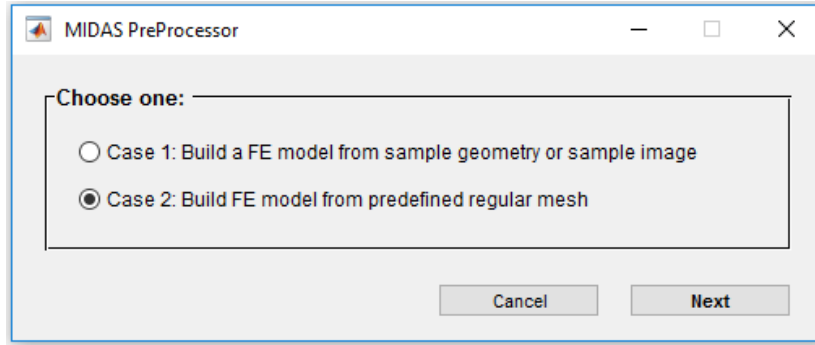 MIDAS PreProcessor
Choose one:
Case 1: Build a FE model from sample geometry or sample image
Case 2: Build FE model from predefined regular mesh
Cancel Next